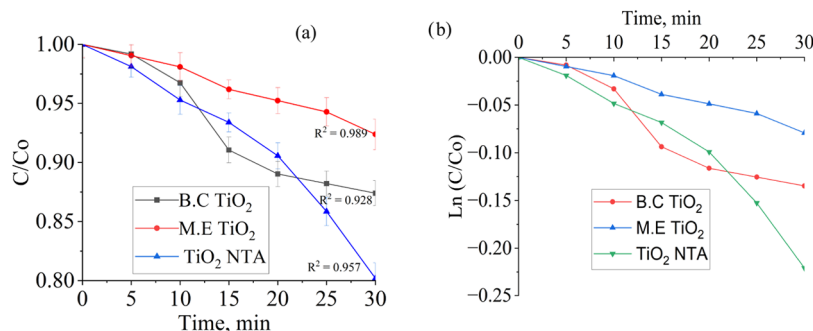 (a)
1.00
0.95
0.90
0.85
0.80
C/Co
R² = 0.989
R² = 0.928
R² = 0.957
B.C TiO₂
M.E TiO₂
TiO₂ NTA
0 5 10 15 20 25 30
Time, min
(b)
Time, min
0 5 10 15 20 25 30
0.00
−0.05
−0.10
−0.15
−0.20
−0.25
Ln (C/Co)
B.C TiO₂
M.E TiO₂
TiO₂ NTA